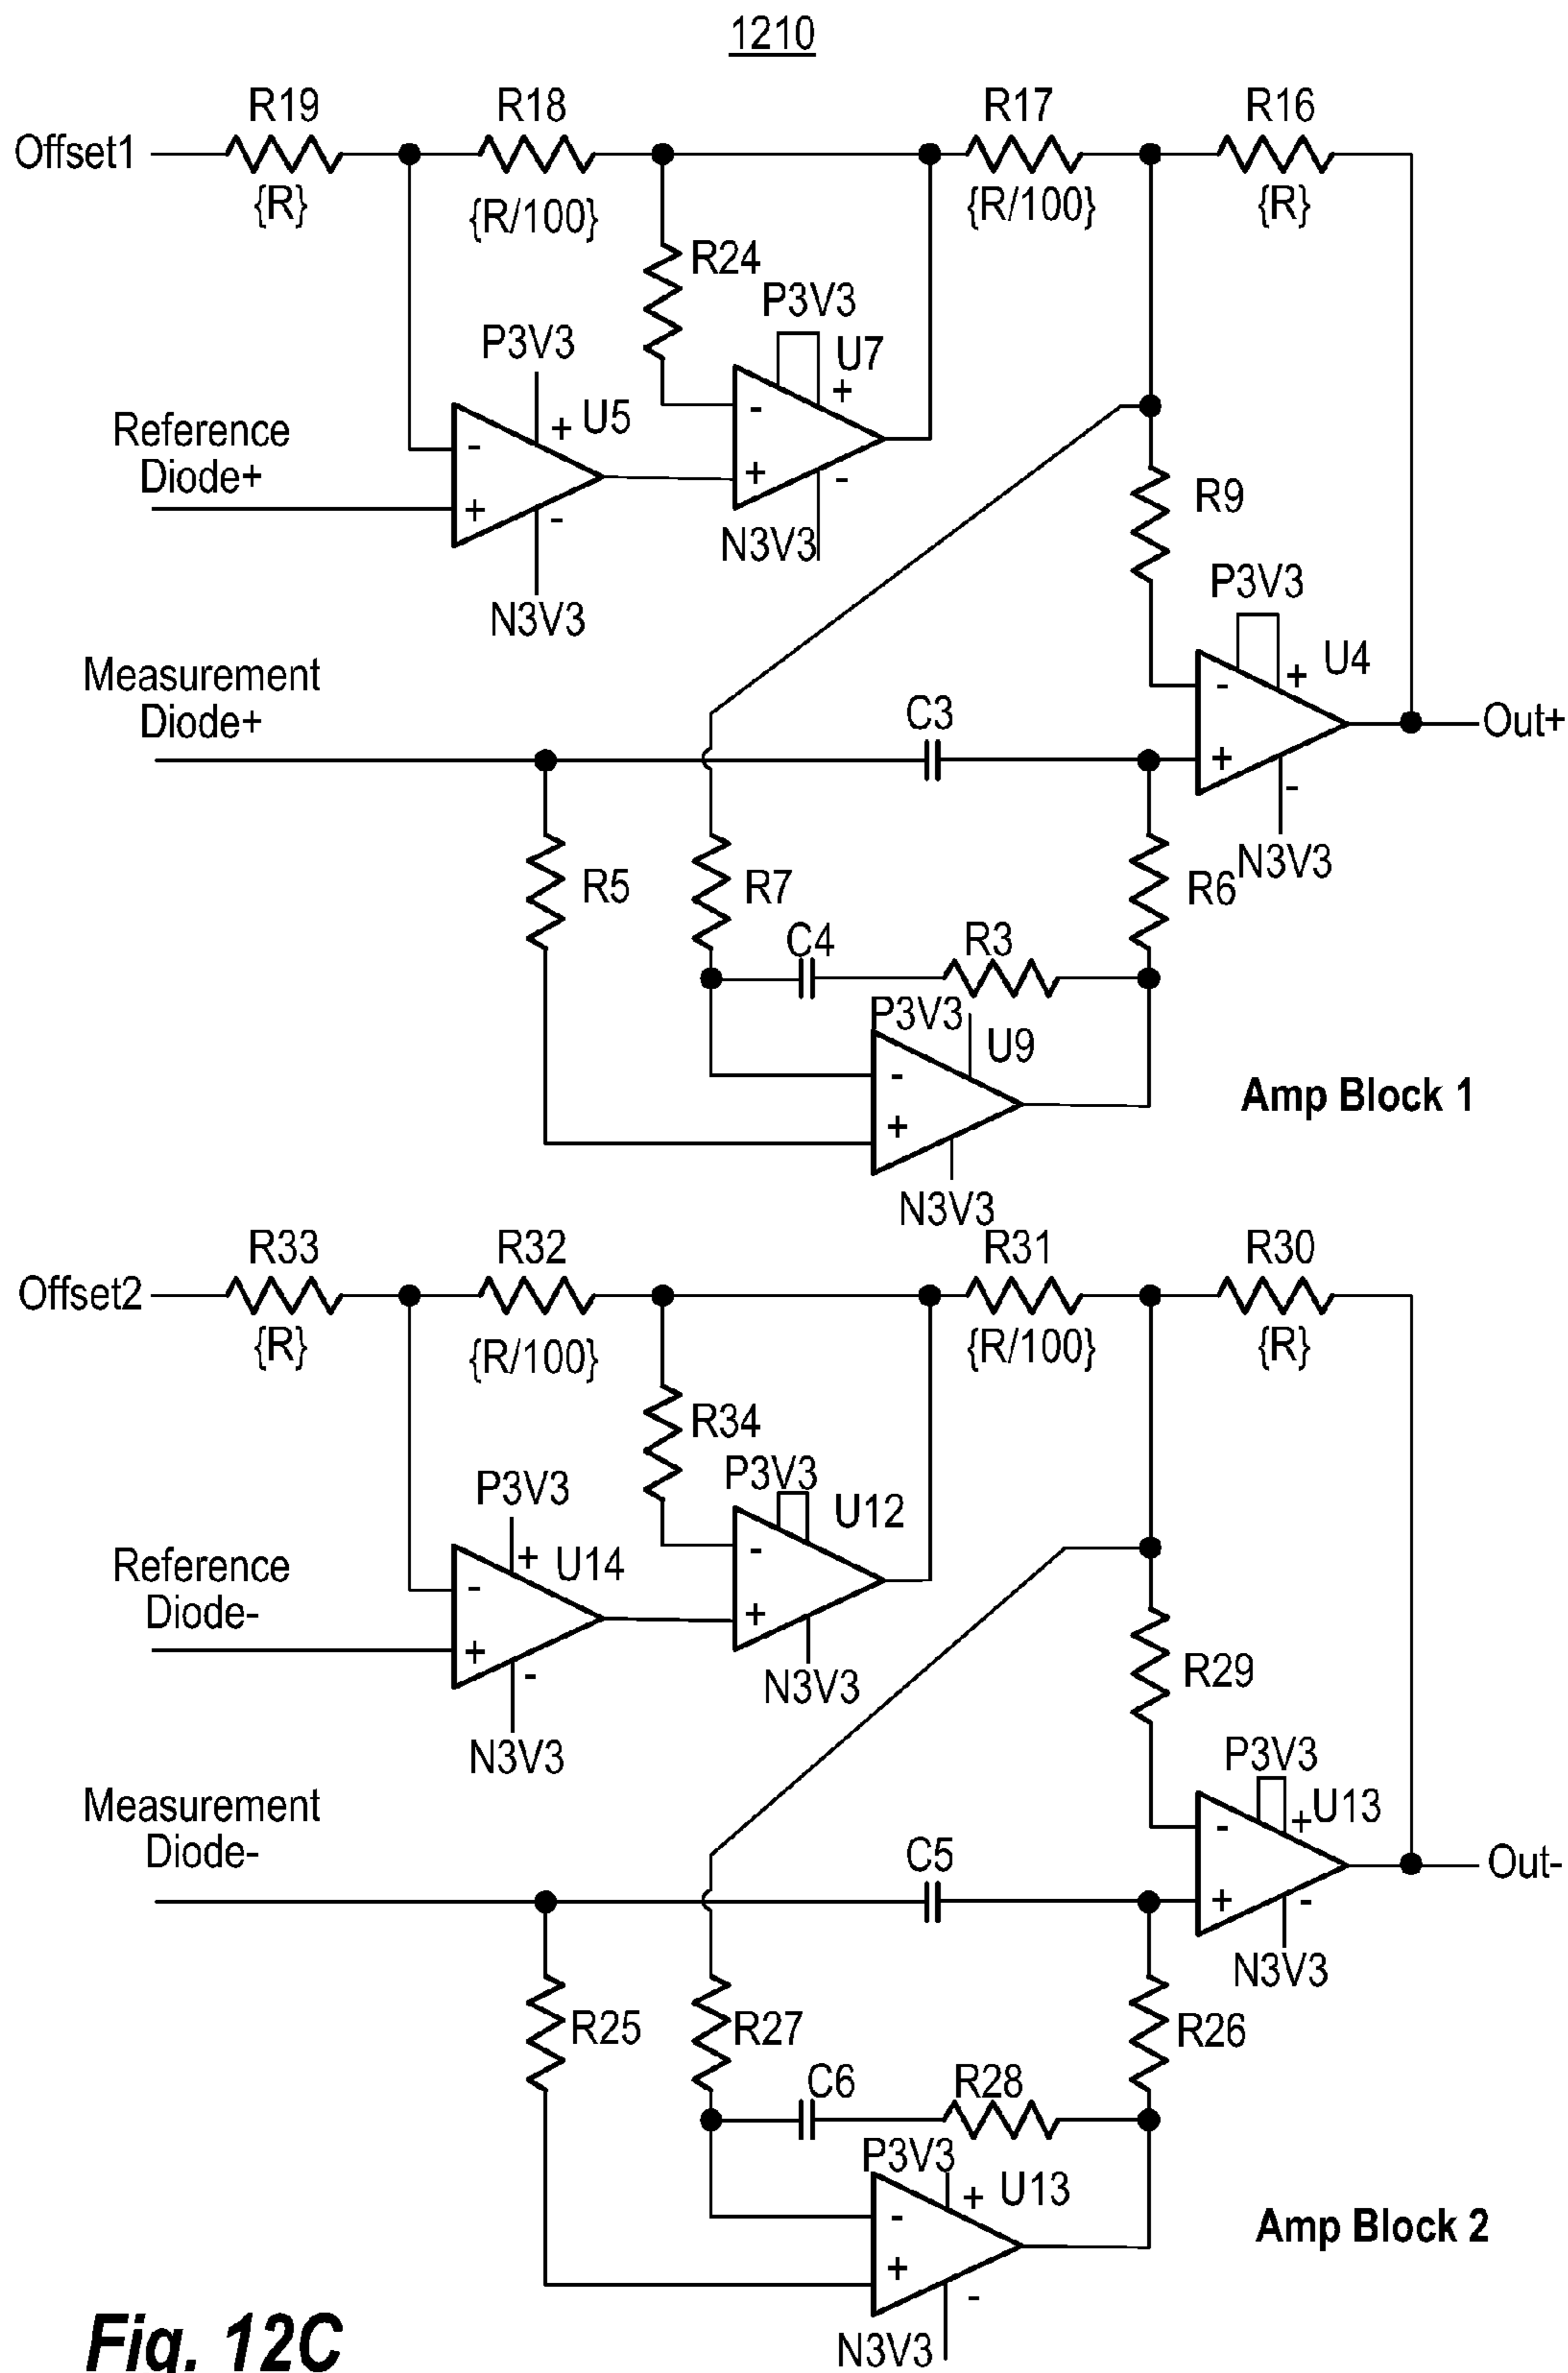 1210
R19
R18
R17
R16
Offset1
{R}
{R/100}
{R/100}
{R}
R24
P3V3
P3V3
U7
+
Reference
Diode+
-
+
U5
-
+
+
-
R9
N3V3
-
N3V3
P3V3
Measurement
Diode+
U4
+
-
C3
Out+
+
-
N3V3
R5
R7
R6
C4
R3
P3V3
U9
-
+
Amp Block 1
N3V3
R33
R32
R31
R30
Offset2
{R}
{R/100}
{R/100}
{R}
R34
P3V3
P3V3
U12
Reference
Diode-
-
+
U14
-
+
+
-
N3V3
R29
N3V3
P3V3
Measurement
Diode-
U13
+
-
C5
Out-
+
-
N3V3
R25
R27
R26
C6
R28
P3V3
+
U13
-
+
Amp Block 2
-
N3V3
Fig. 12C